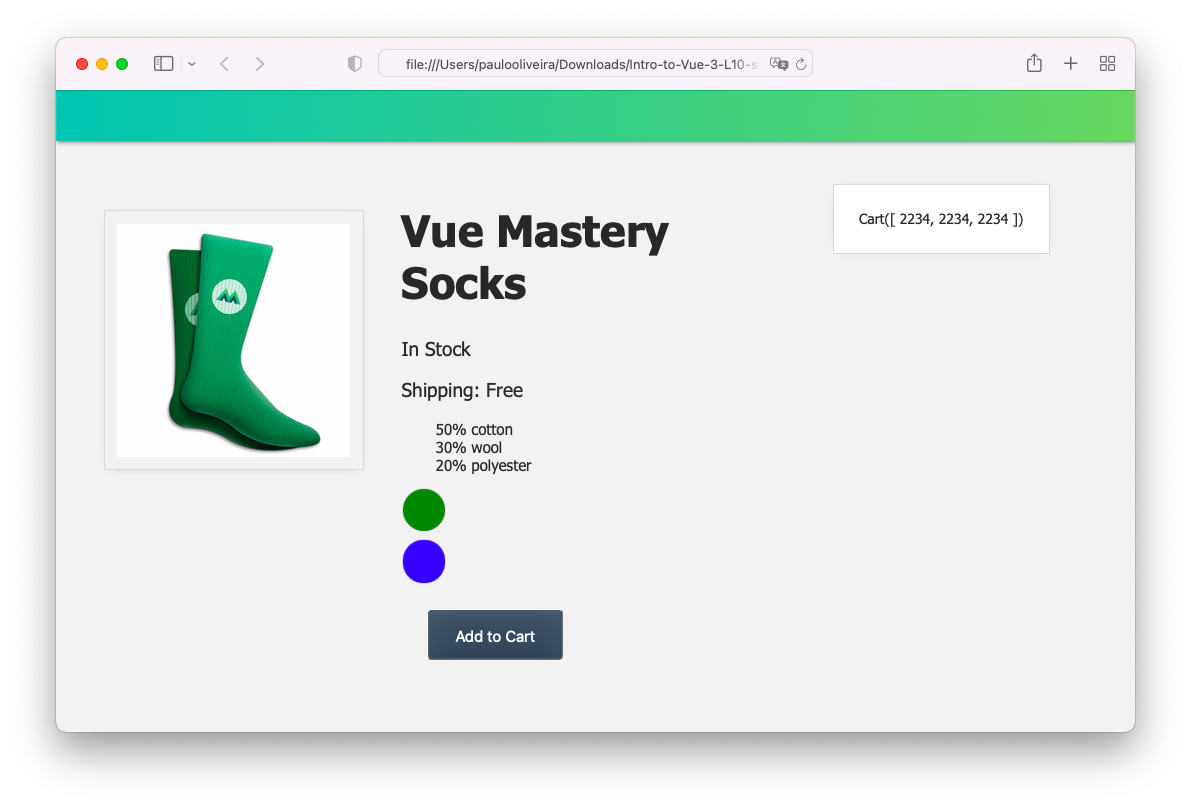 file:///Users/paulooliveira/Downloads/Intro-to-Vue-3-L10-s
Cart([ 2234, 2234, 2234 ])
Vue Mastery
Socks
In Stock
Shipping: Free
50% cotton
30% wool
20% polyester
Add to Cart